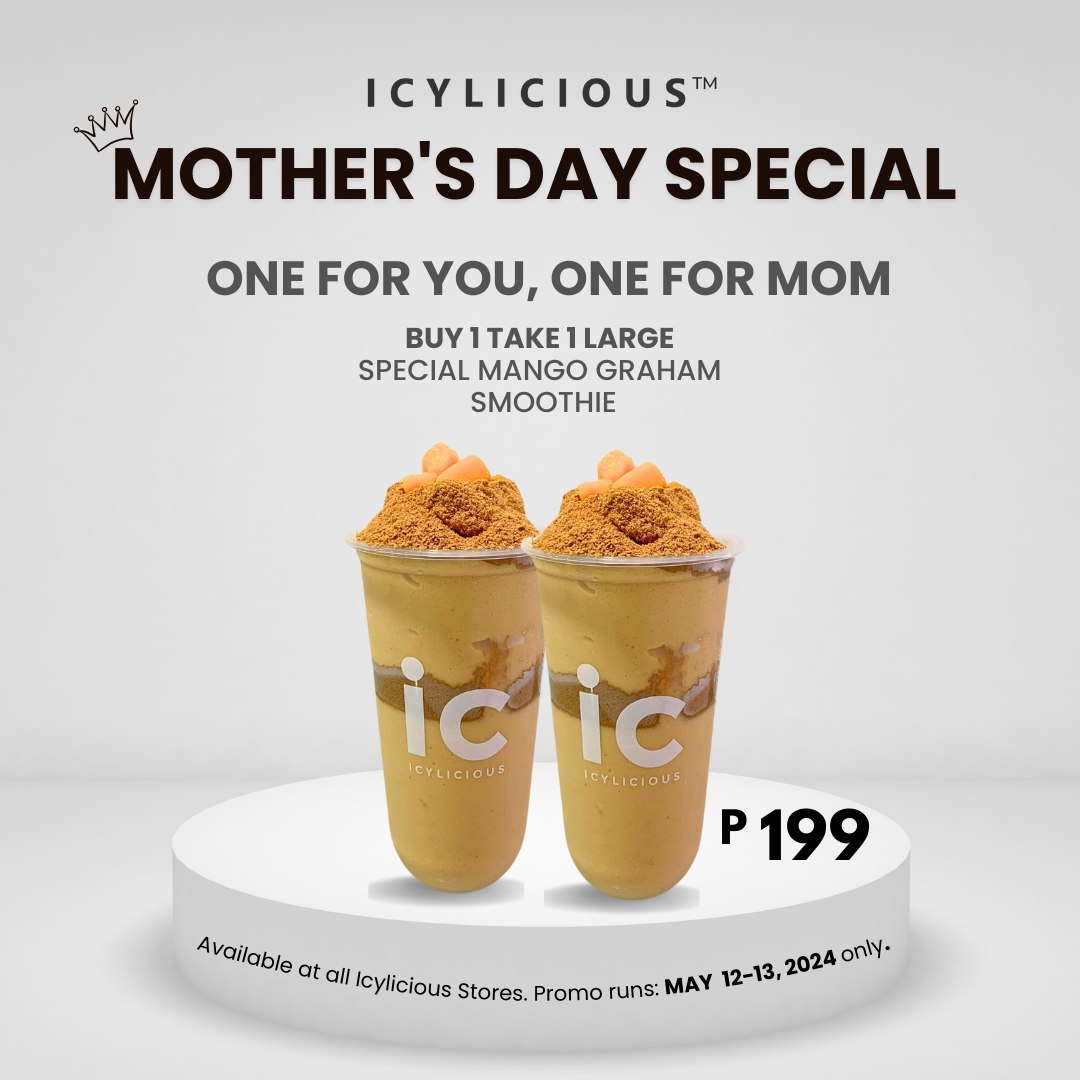 ICYLICIOUS™
MOTHER'S DAY SPECIAL
ONE FOR YOU, ONE FOR MOM
BUY 1 TAKE 1 LARGE
SPECIAL MANGO GRAHAM
SMOOTHIE
ic
ICYLICIOUS
ic
ICYLICIOUS
P 199
Available at all Icylicious Stores. Promo runs: MAY 12-13, 2024 only.